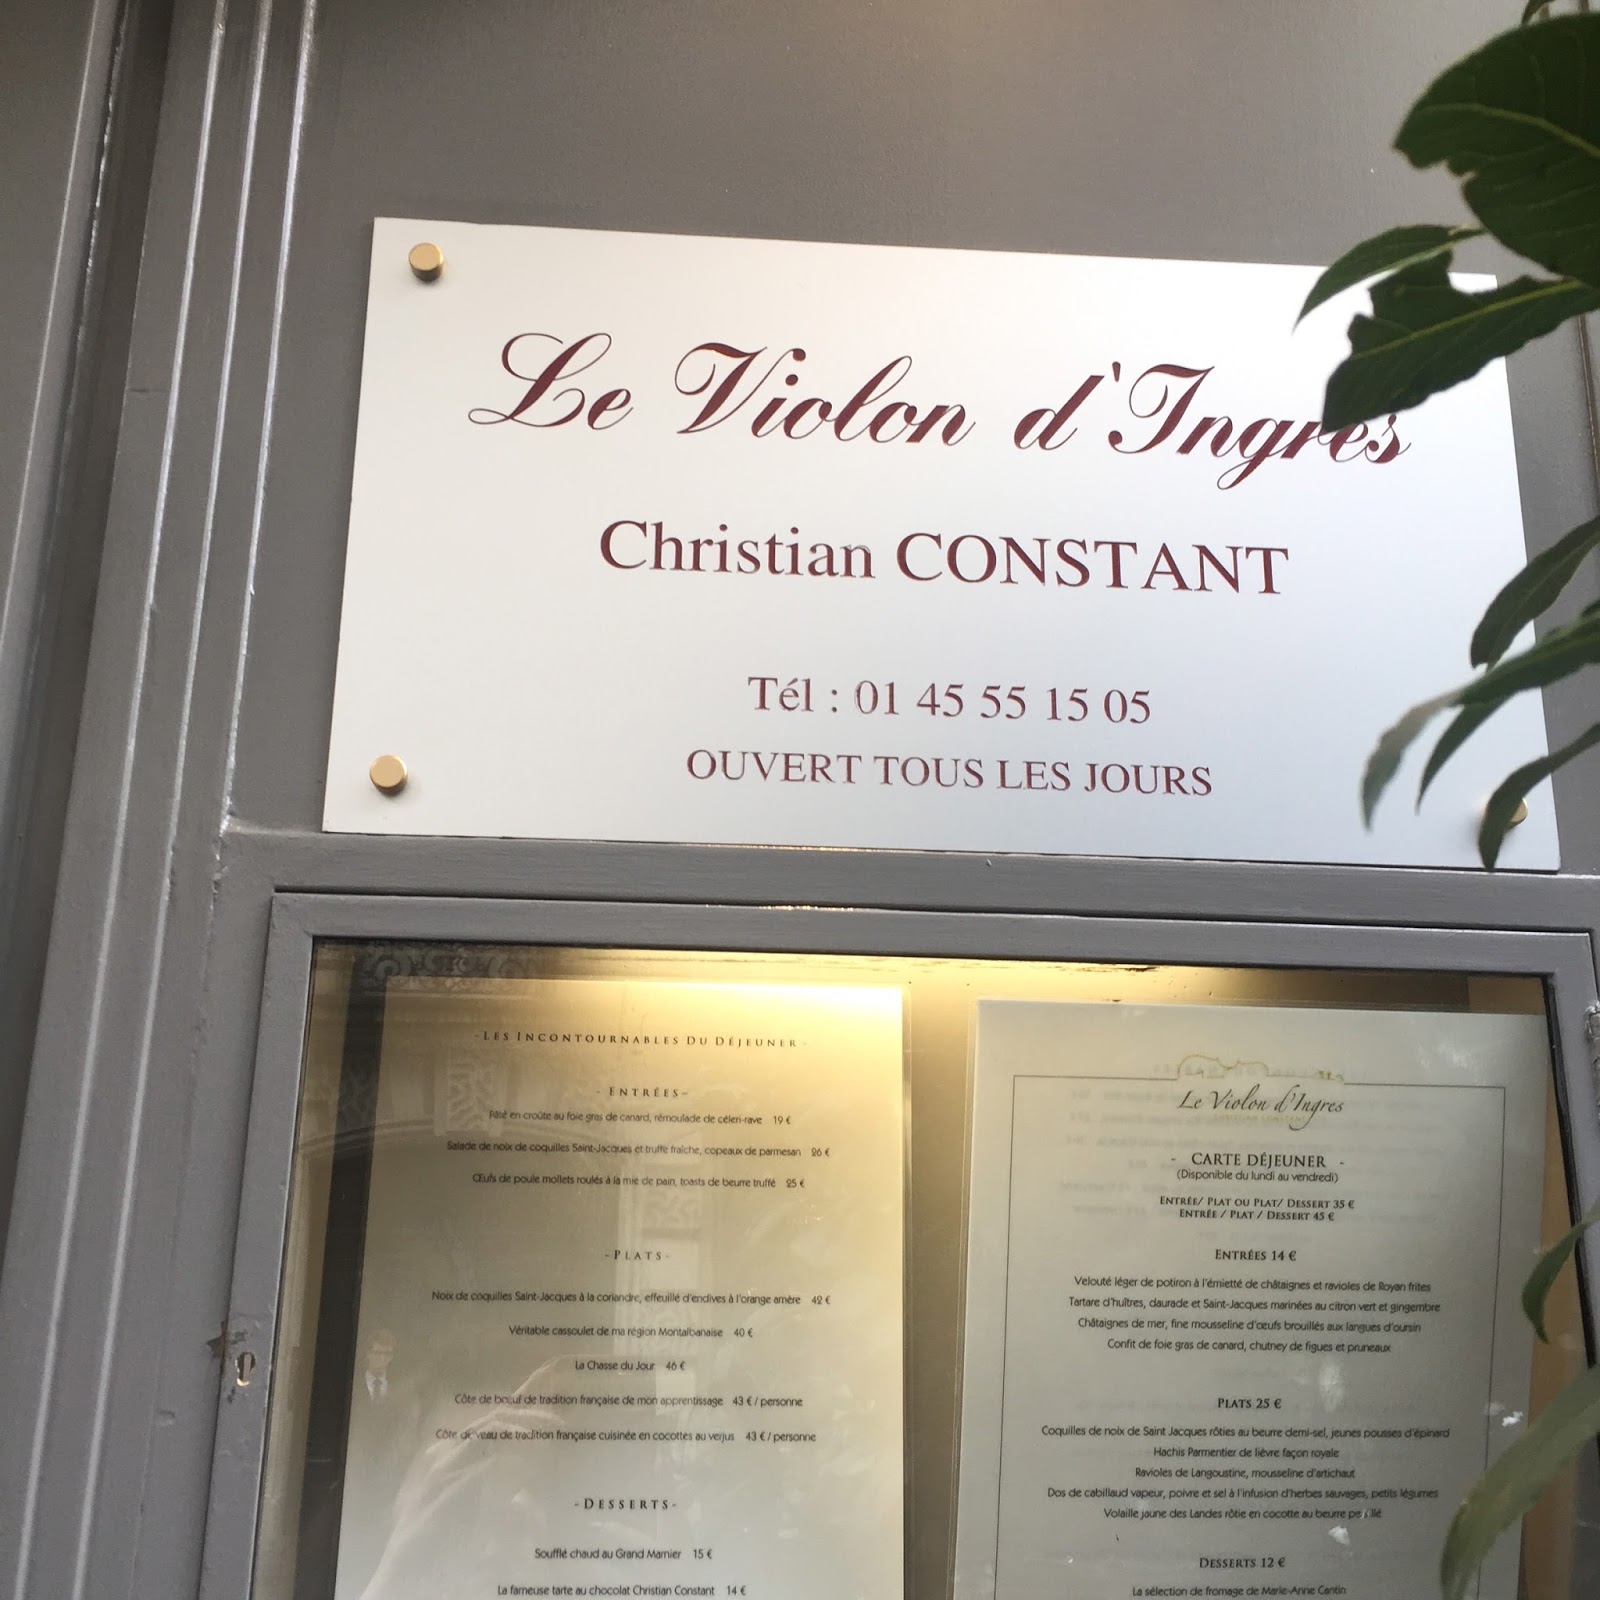 Le Violon d'Ingres
Christian CONSTANT
Tél : 01 45 55 15 05
OUVERT TOUS LES JOURS
- LES INCONTOURNABLES DU DÉJEUNER -
- ENTRÉES -
Pâté en croûte au foie gras de canard, rémoulade de céleri-rave 19 €
Salade de noix de coquilles Saint-Jacques et truffe fraîche, copeaux de parmesan 26 €
Œufs de poule mollets roulés à la mie de pain, toasts de beurre truffé 25 €
- PLATS -
Noix de coquilles Saint-Jacques à la coriandre, effeuillé d'endives à l'orange amère 42 €
Véritable cassoulet de ma région Montalbanaise 40 €
La Chasse du Jour 46 €
Côte de bœuf de tradition française de mon apprentissage 43 € / personne
Côte de veau de tradition française cuisinée en cocottes au verjus 43 € / personne
- DESSERTS -
Soufflé chaud au Grand Marnier 15 €
La fameuse tarte au chocolat Christian Constant 14 €
Le Violon d'Ingres
- CARTE DÉJEUNER -
(Disponible du lundi au vendredi)
ENTRÉE/ PLAT OU PLAT/ DESSERT 35 €
ENTRÉE / PLAT / DESSERT 45 €
ENTRÉES 14 €
Velouté léger de potiron à l'émietté de châtaignes et ravioles de Royan frites
Tartare d'huîtres, daurade et Saint-Jacques marinées au citron vert et gingembre
Châtaignes de mer, fine mousseline d'œufs brouillés aux langues d'oursin
Confit de foie gras de canard, chutney de figues et pruneaux
PLATS 25 €
Coquilles de noix de Saint Jacques rôties au beurre demi-sel, jeunes pousses d'épinard
Hachis Parmentier de lièvre façon royale
Ravioles de Langoustine, mousseline d'artichaut
Dos de cabillaud vapeur, poivre et sel à l'infusion d'herbes sauvages, petits légumes
Volaille jaune des Landes rôtie en cocotte au beurre persillé
DESSERTS 12 €
La sélection de fromage de Marie-Anne Cantin